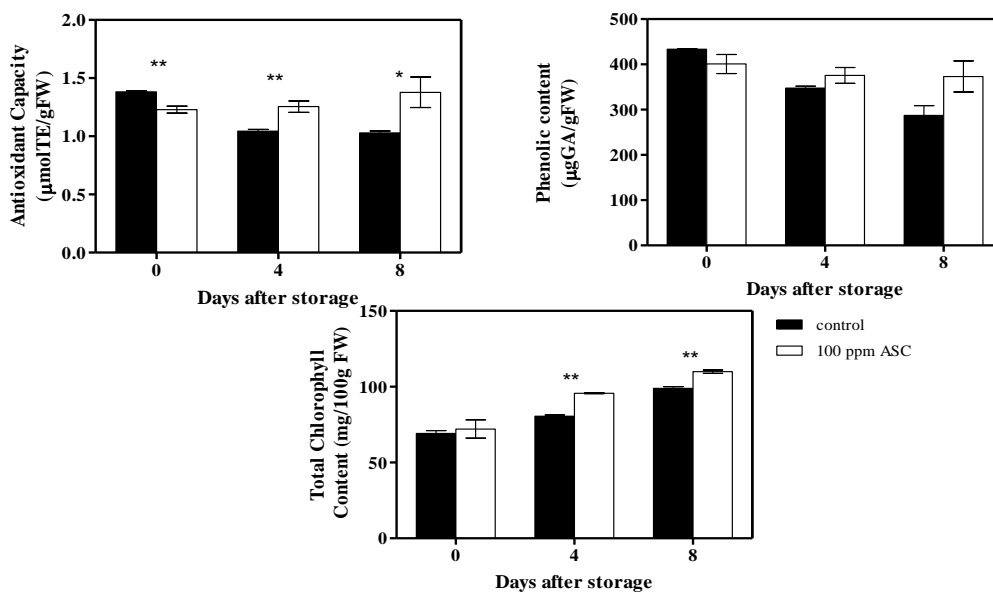 Antioxidant Capacity
(μmolTE/gFW)
2.0
1.5
1.0
0.5
0.0
**
**
*
0
4
8
Days after storage
Phenolic content
(μgGA/gFW)
500
400
300
200
100
0
0
4
8
Days after storage
Total Chlorophyll
Content (mg/100g FW)
150
100
50
0
**
**
0
4
8
Days after storage
control
100 ppm ASC